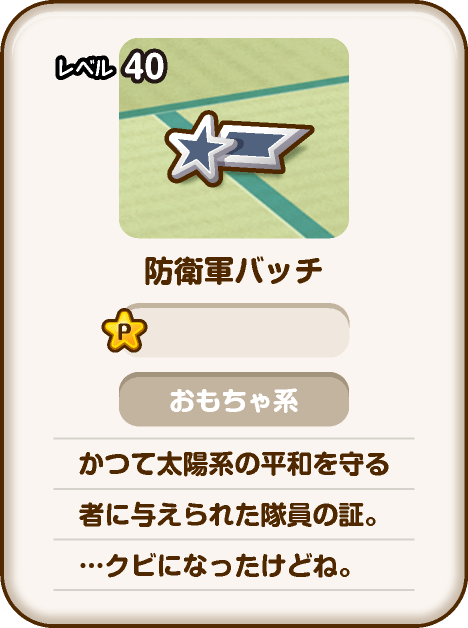 レベル 40
防衛軍バッチ
P
おもちゃ系
かつて太陽系の平和を守る
者に与えられた隊員の証。
…クビになったけどね。